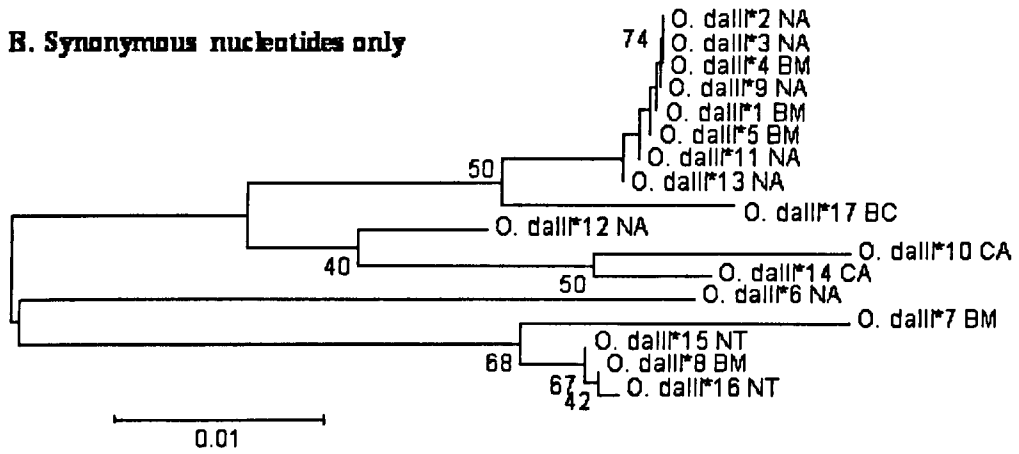 B. Synonymous nucleotides only
O. dalli*2 NA
74
O. dalli*3 NA
O. dalli*4 BM
O. dalli*9 NA
O. dalli*1 BM
O. dalli*5 BM
O. dalli*11 NA
50
O. dalli*13 NA
O. dalli*17 BC
O. dalli*12 NA
O. dalli*10 CA
40
O. dalli*14 CA
50
O. dalli*6 NA
O. dalli*7 BM
O. dalli*15 NT
68
O. dalli*8 BM
67
O. dalli*16 NT
42
0.01